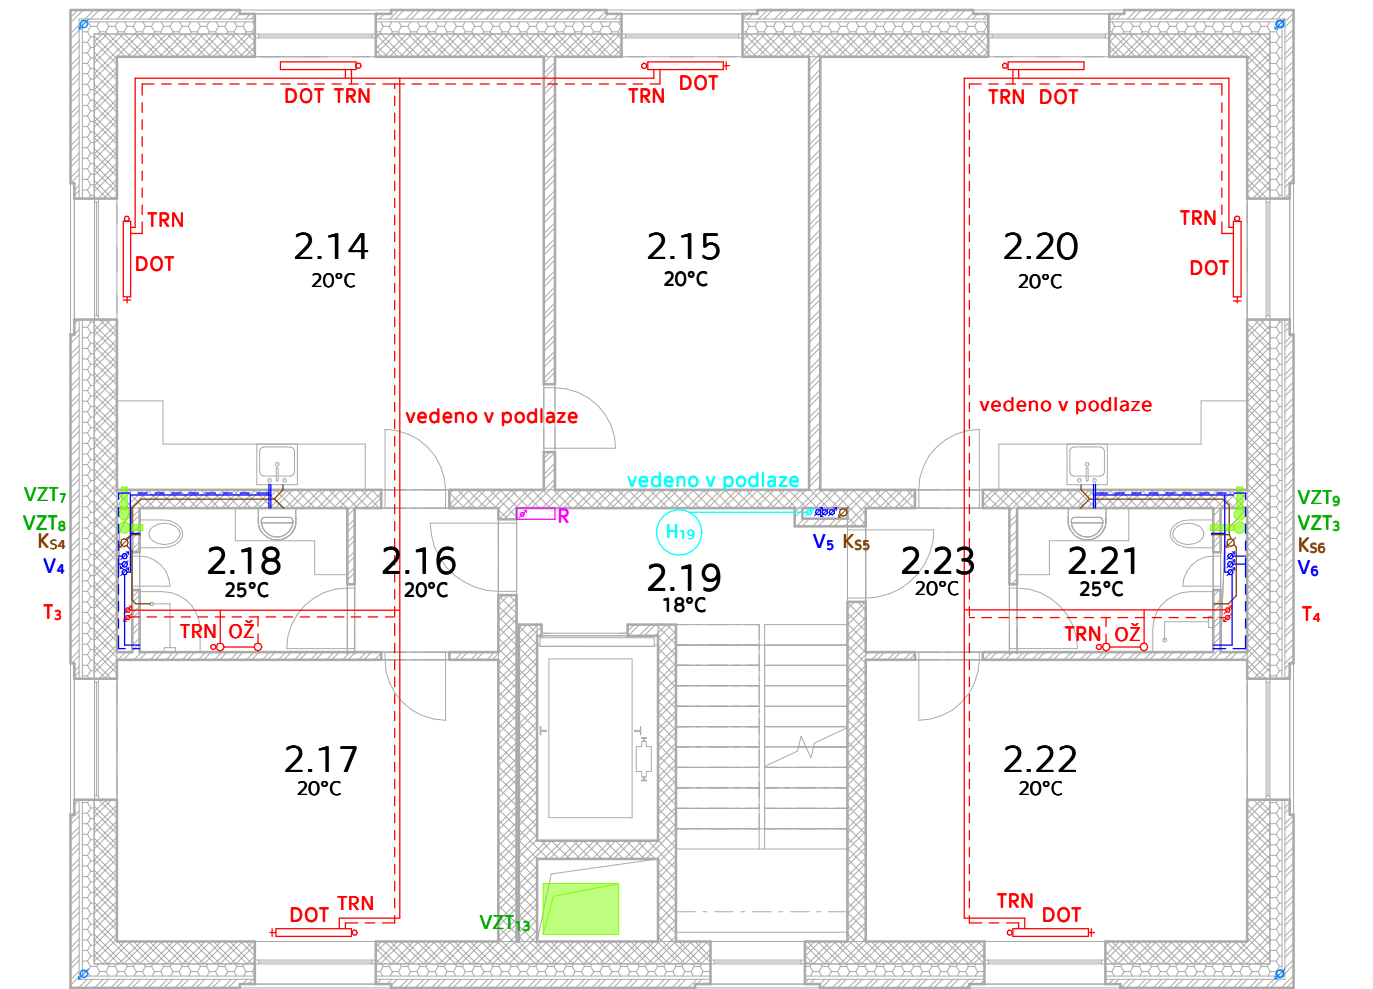 DOT TRN
TRN
DOT
TRN DOT
TRN
DOT
2.14
20°C
2.15
20°C
2.20
20°C
TRN
DOT
vedeno v podlaze
vedeno v podlaze
vedeno v podlaze
VZT7
VZT8
KS4
V4
T3
R
H19
V5 KS5
VZT9
VZT3
KS6
V6
T4
2.18
25°C
2.16
20°C
2.19
18°C
2.23
20°C
2.21
25°C
TRN OŽ
TRN OŽ
2.17
20°C
2.22
20°C
TRN
DOT
VZT13
TRN
DOT